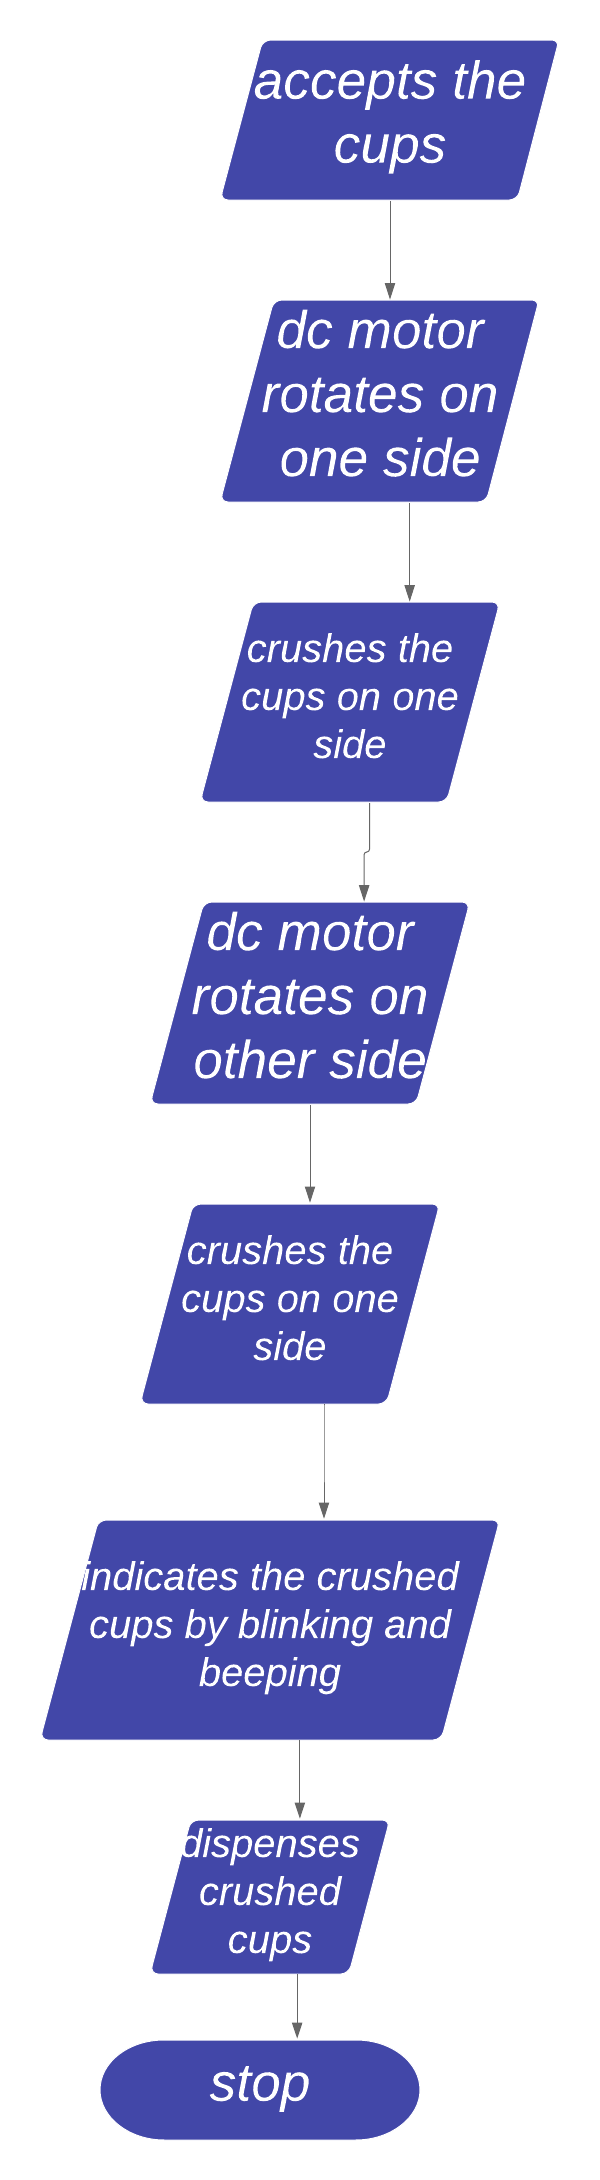 accepts the
cups
dc motor
rotates on
one side
crushes the
cups on one
side
dc motor
rotates on
other side
crushes the
cups on one
side
indicates the crushed
cups by blinking and
beeping
dispenses
crushed
cups
stop